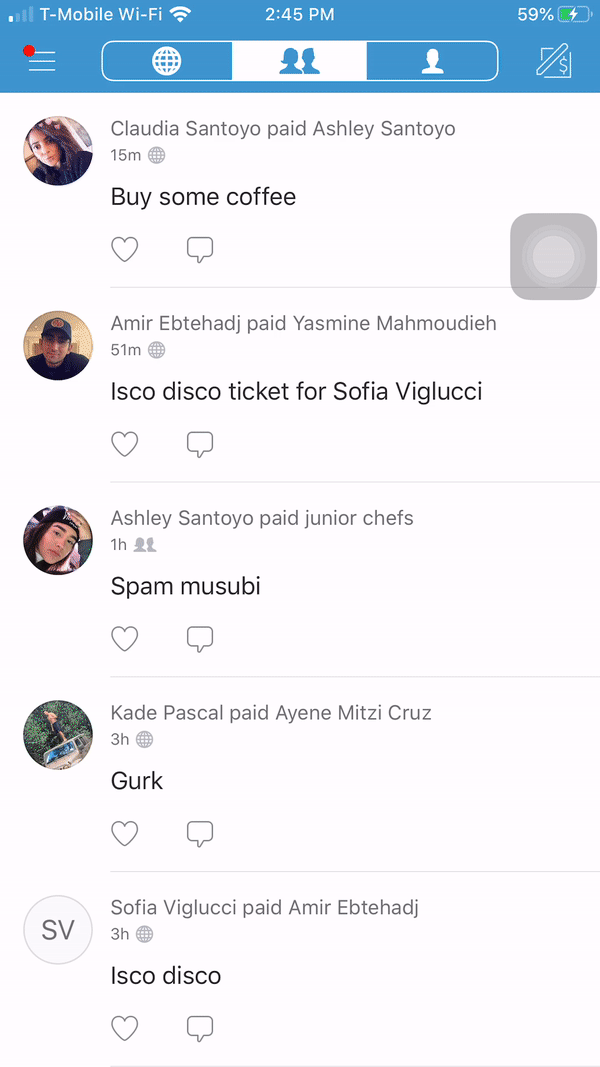 T-Mobile Wi-Fi 2:45 PM 59%
$
Claudia Santoyo paid Ashley Santoyo
15m
Buy some coffee
Amir Ebtehadj paid Yasmine Mahmoudieh
51m
Isco disco ticket for Sofia Viglucci
Ashley Santoyo paid junior chefs
1h
Spam musubi
Kade Pascal paid Ayene Mitzi Cruz
3h
Gurk
SV
Sofia Viglucci paid Amir Ebtehadj
3h
Isco disco